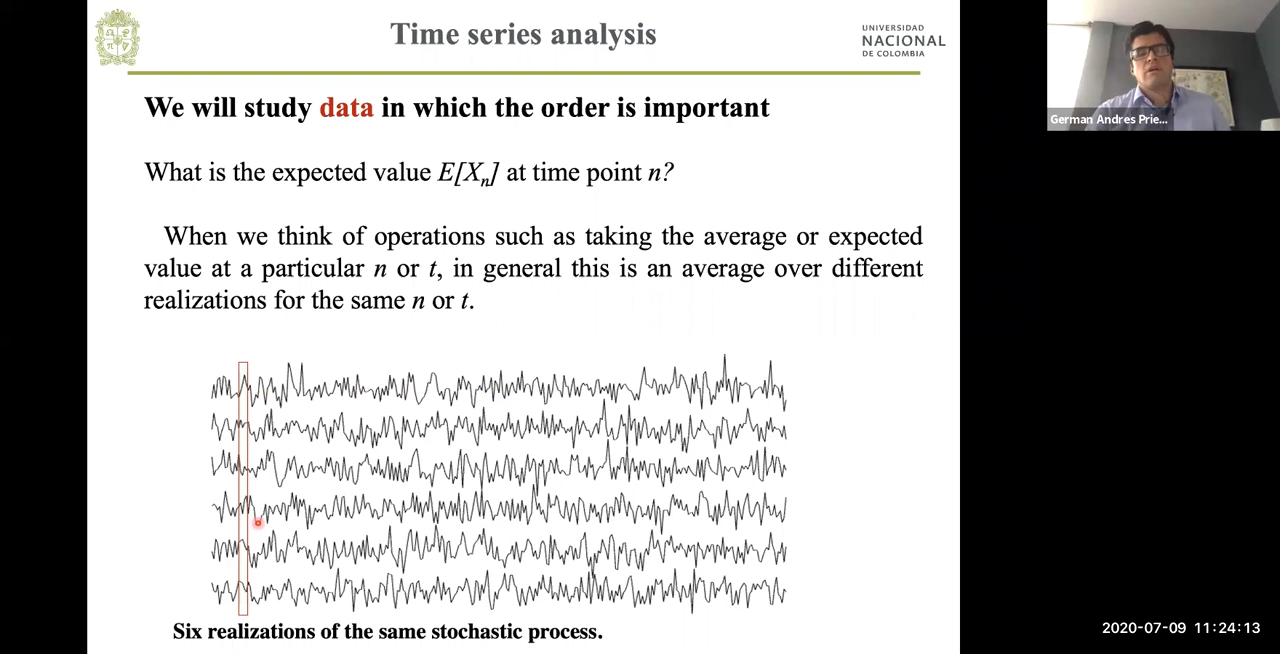 Time series analysis
UNIVERSIDAD
NACIONAL
DE COLOMBIA
We will study data in which the order is important
What is the expected value E[Xn] at time point n?
When we think of operations such as taking the average or expected
value at a particular n or t, in general this is an average over different
realizations for the same n or t.
Six realizations of the same stochastic process.
German Andres Prie...
2020-07-09 11:24:13